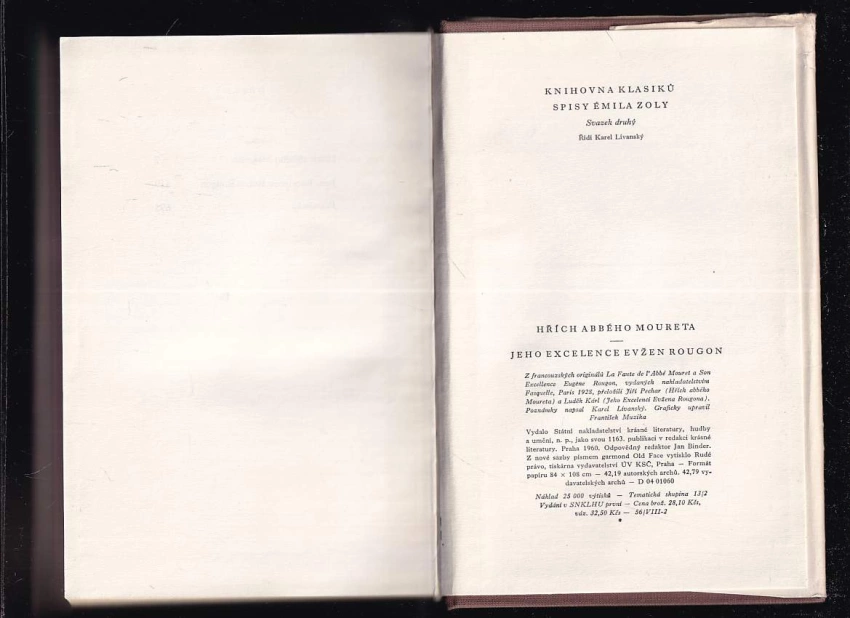 KNIHOVNA KLASIKŮ
SPISY ÉMILA ZOLY
Svazek druhý
Řídí Karel Livanský
HŘÍCH ABBÉHO MOURETA
JEHO EXCELENCE EVŽEN ROUGON
Z francouzských originálů La Faute de l'Abbé Mouret a Son
Excellence Eugène Rougon, vydaných nakladatelstvím
Fasquelle, Paris 1928, přeložili Jiří Pechar (Hřích abbéha
Moureta) a Luděk Kárl (Jeho Excelenci Evžena Rougona).
Poznámky napsal Karel Livanský. Graficky upravil
František Muzika
Vydalo Státní nakladatelství krásné literatury, hudby
a umění, n. p., jako svou 1163. publikaci v redakci krásné
literatury. Praha 1960. Odpovědný redaktor Jan Binder.
Z nové sazby písmem garmond Old Face vytisklo Rudé
právo, tiskárna vydavatelství ÚV KSČ, Praha — Formát
papíru 84 × 108 cm — 42,19 autorských archů, 42,79 vy-
davatelských archů — D 04 01060
Náklad 25 000 výtisků — Tematická skupina 13/2
Vydání v SNKLHU první — Cena brož. 28,10 Kčs,
váz. 32,50 Kčs — 56/VIII-2